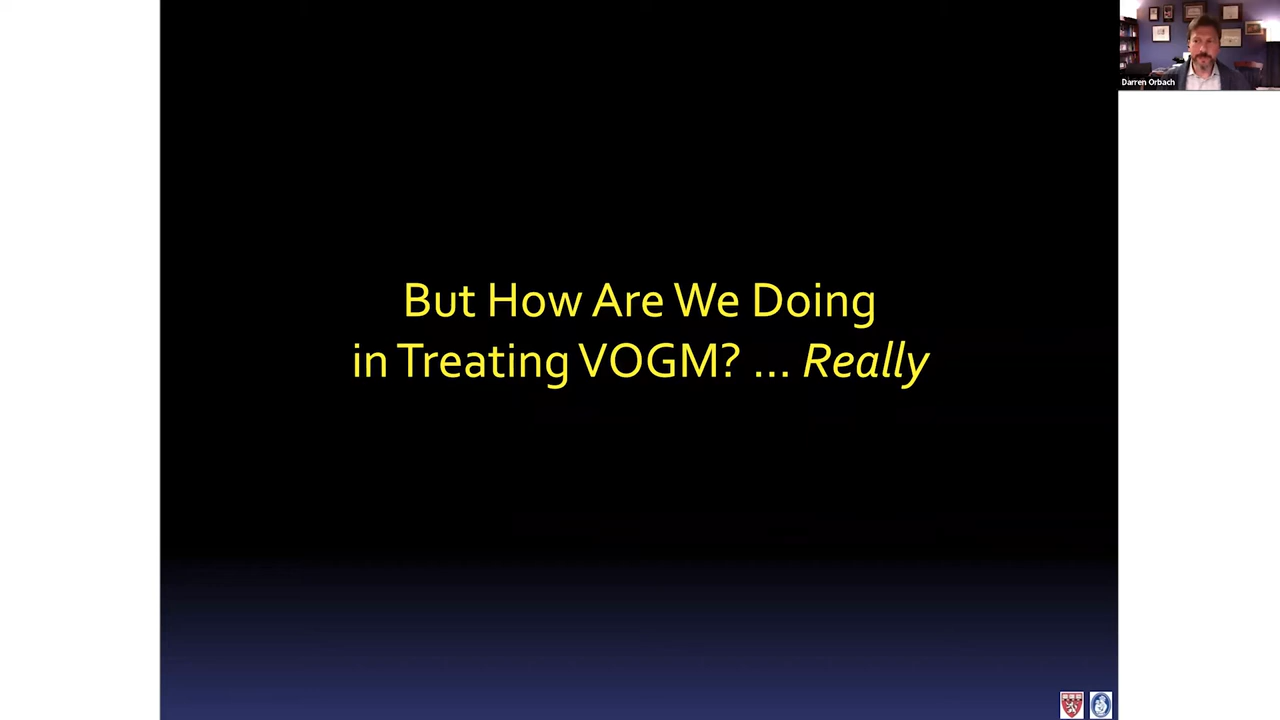 But How Are We Doing
in Treating VOGM? ... Really
Darren Orbach